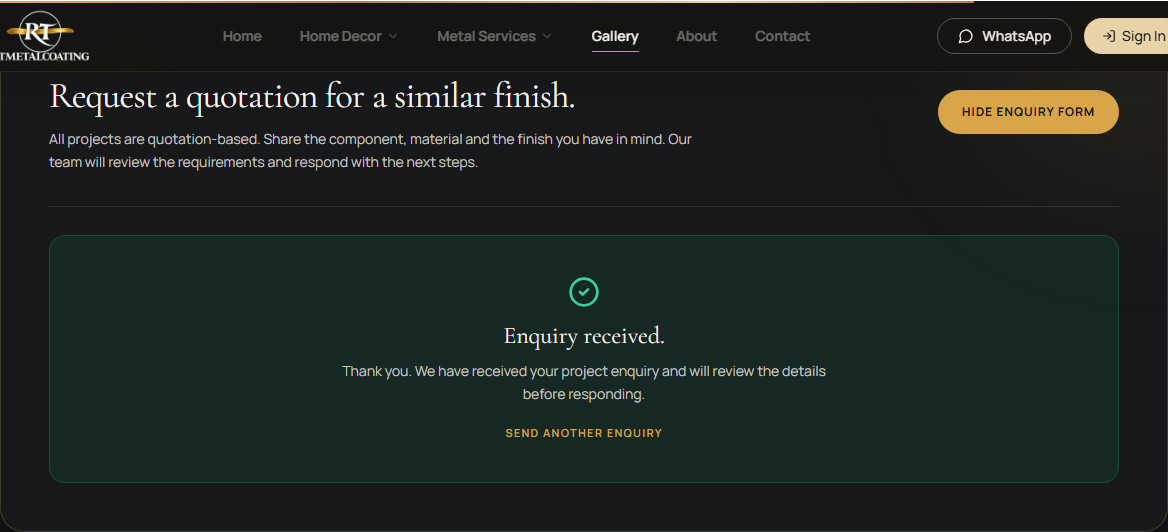 RT
TMETALCOATING
Home
Home Decor
Metal Services
Gallery
About
Contact
WhatsApp
Sign In
Request a quotation for a similar finish.
HIDE ENQUIRY FORM
All projects are quotation-based. Share the component, material and the finish you have in mind. Our
team will review the requirements and respond with the next steps.
Enquiry received.
Thank you. We have received your project enquiry and will review the details
before responding.
SEND ANOTHER ENQUIRY